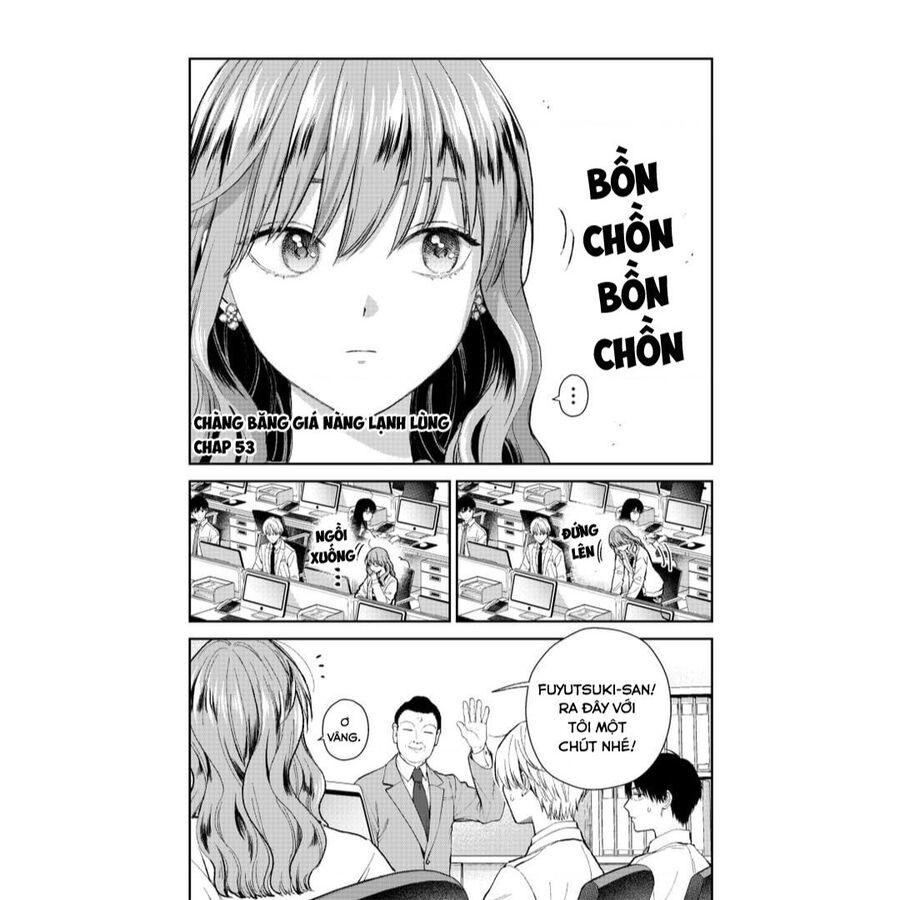 BỒN
CHỒN
BỒN
CHỒN
...
CHÀNG BĂNG GIÁ NÀNG LẠNH LÙNG
CHAP 53
NGỒI
XUỐNG
...
ĐỨNG
LÊN
FUYUTSUKI-SAN!
RA ĐÂY VỚI
TÔI MỘT
CHÚT NHÉ!
Ơ
VÂNG.